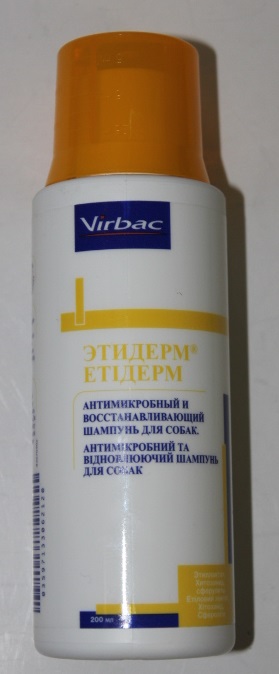 Virbac
ЭТИДЕРМ®
ЕТІДЕРМ
АНТИМИКРОБНЫЙ И
ВОССТАНАВЛИВАЮЩИЙ
ШАМПУНЬ ДЛЯ СОБАК.
АНТИМІКРОБНИЙ ТА
ВІДНОВЛЮЮЧИЙ ШАМПУНЬ
ДЛЯ СОБАК
200 мл